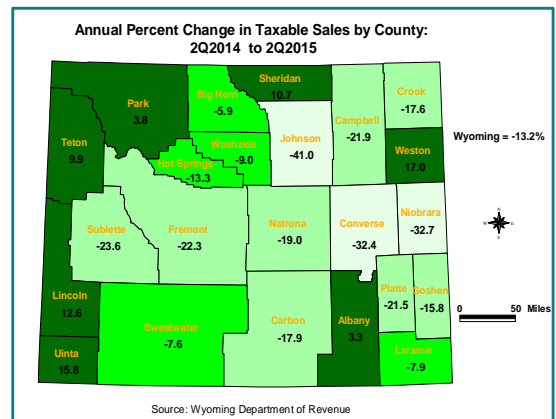 Annual Percent Change in Taxable Sales by County:
2Q2014 to 2Q2015
Sheridan
10.7
Big Horn
-5.9
Park
3.8
Crook
-17.6
Campbell
-21.9
Johnson
-41.0
Washakie
-9.0
Wyoming = -13.2%
Teton
9.9
Weston
17.0
Hot Springs
-13.3
Niobrara
-32.7
Natrona
-19.0
Converse
-32.4
Sublette
-23.6
Fremont
-22.3
N
W
E
S
Lincoln
12.6
Platte
-21.5
Goshen
-15.8
Sweetwater
-7.6
Carbon
-17.9
Albany
3.3
0 50 Miles
Laramie
-7.9
Uinta
15.8
Source: Wyoming Department of Revenue